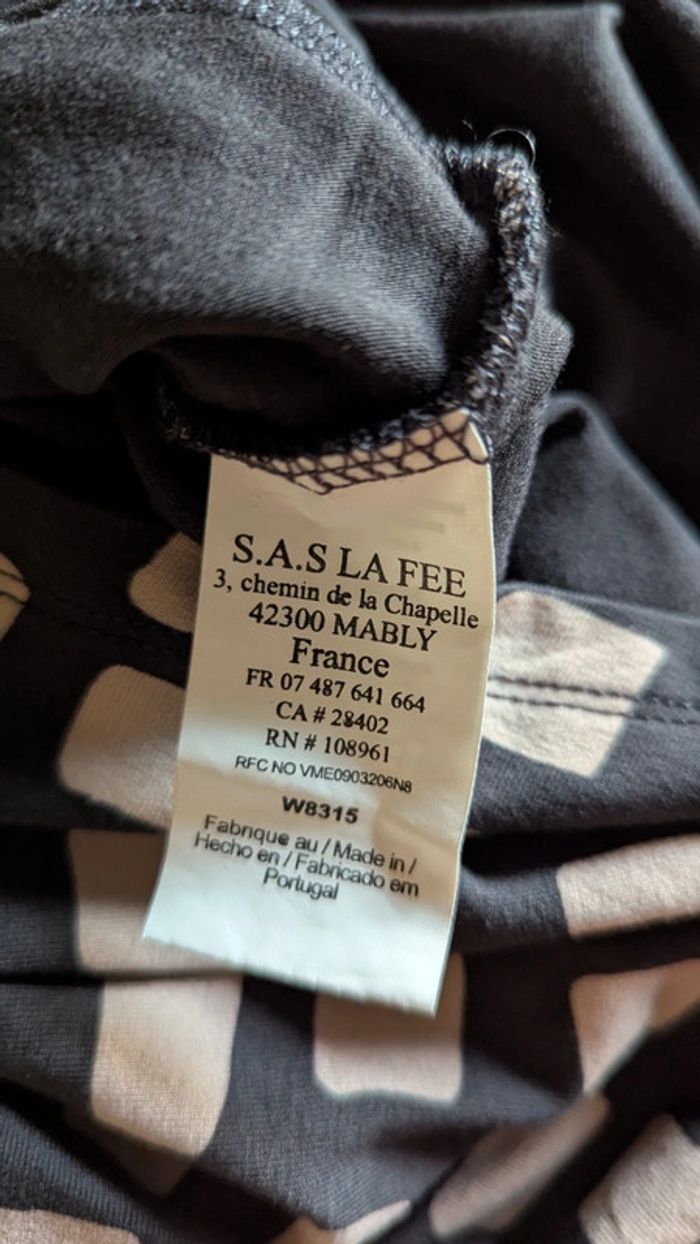 S.A.S LA FEE
3, chemin de la Chapelle
42300 MABLY
France
FR 07 487 641 664
CA # 28402
RN # 108961
RFC NO VME0903206N8
W8315
Fabrique au / Made in /
Hecho en / Fabricado em
Portugal